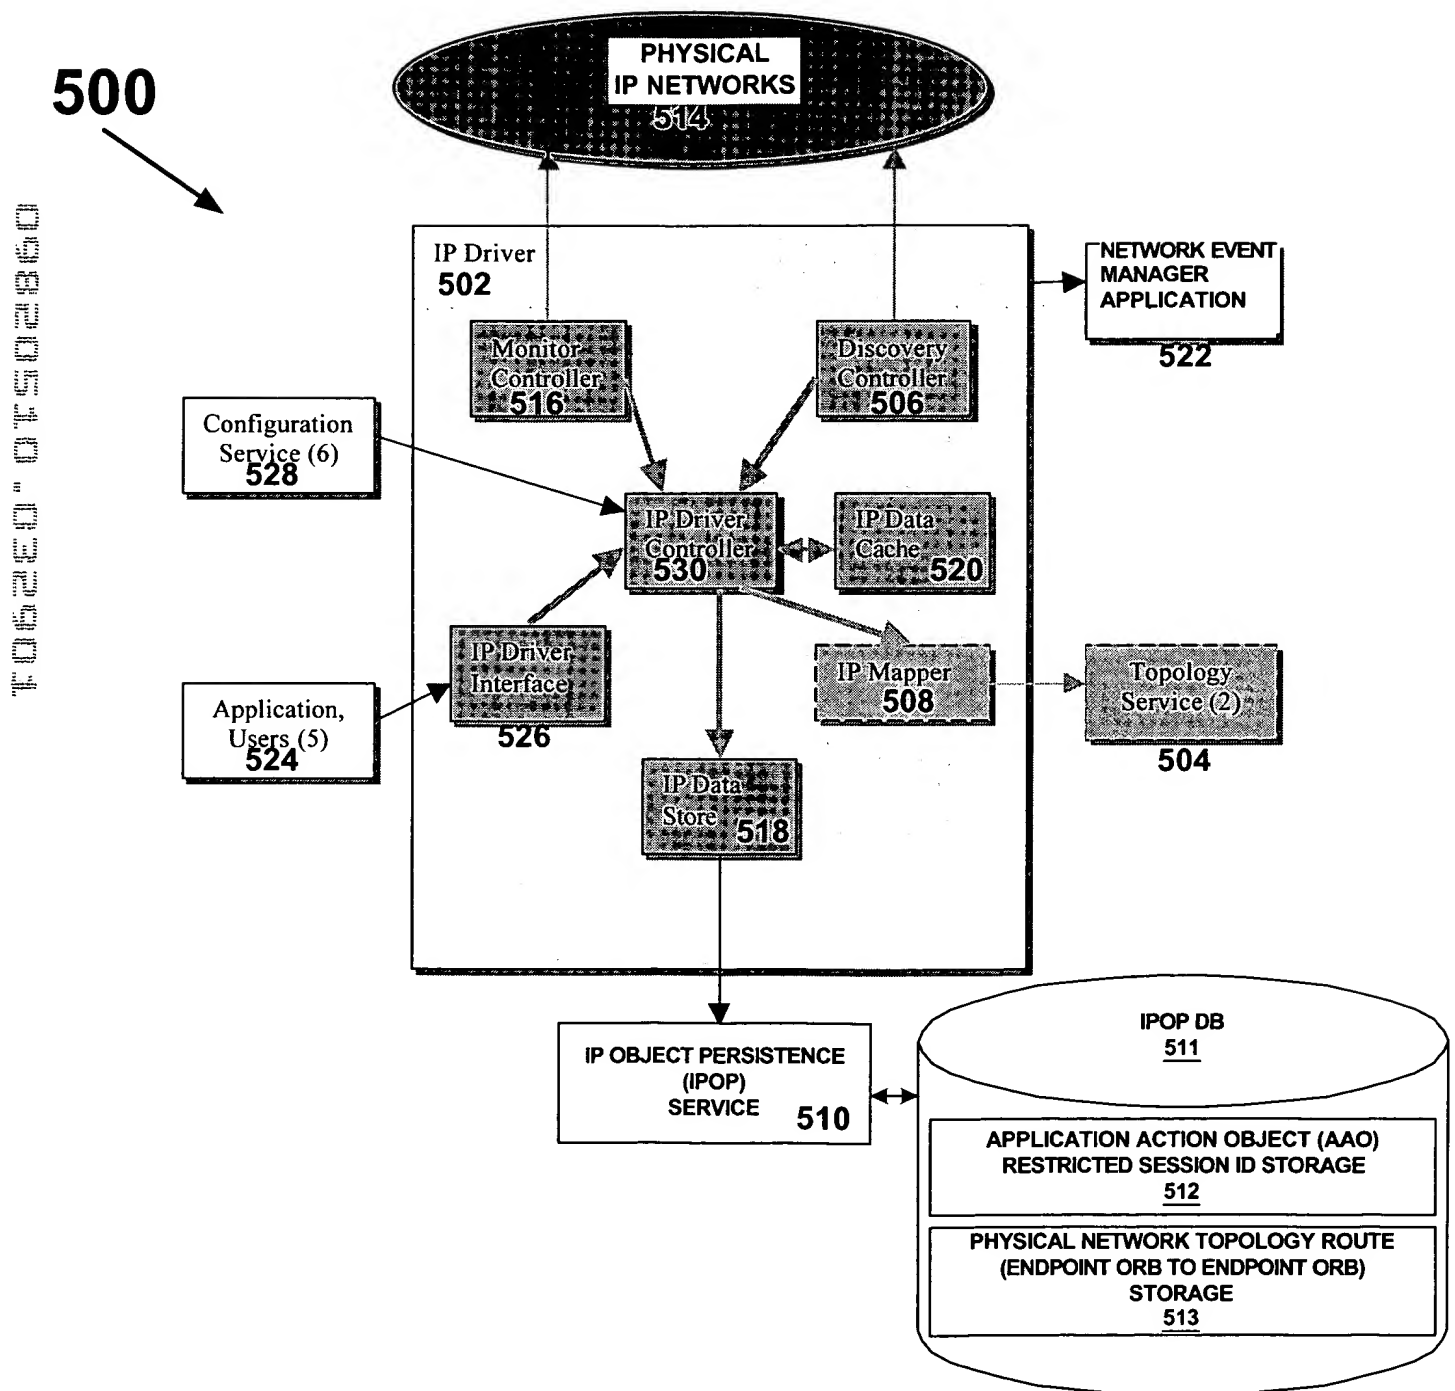 PHYSICAL
IP NETWORKS
514
500
IP Driver
502
NETWORK EVENT
MANAGER
APPLICATION
522
Monitor
Controller
516
Discovery
Controller
506
Configuration
Service (6)
528
IP Driver
Controller
530
IP Data
Cache
520
IP Driver
Interface
526
IP Mapper
508
Topology
Service (2)
504
Application,
Users (5)
524
IP Data
Store
518
IP OBJECT PERSISTENCE
(IPOP)
SERVICE
510
IPOP DB
511
APPLICATION ACTION OBJECT (AAO)
RESTRICTED SESSION ID STORAGE
512
PHYSICAL NETWORK TOPOLOGY ROUTE
(ENDPOINT ORB TO ENDPOINT ORB)
STORAGE
513